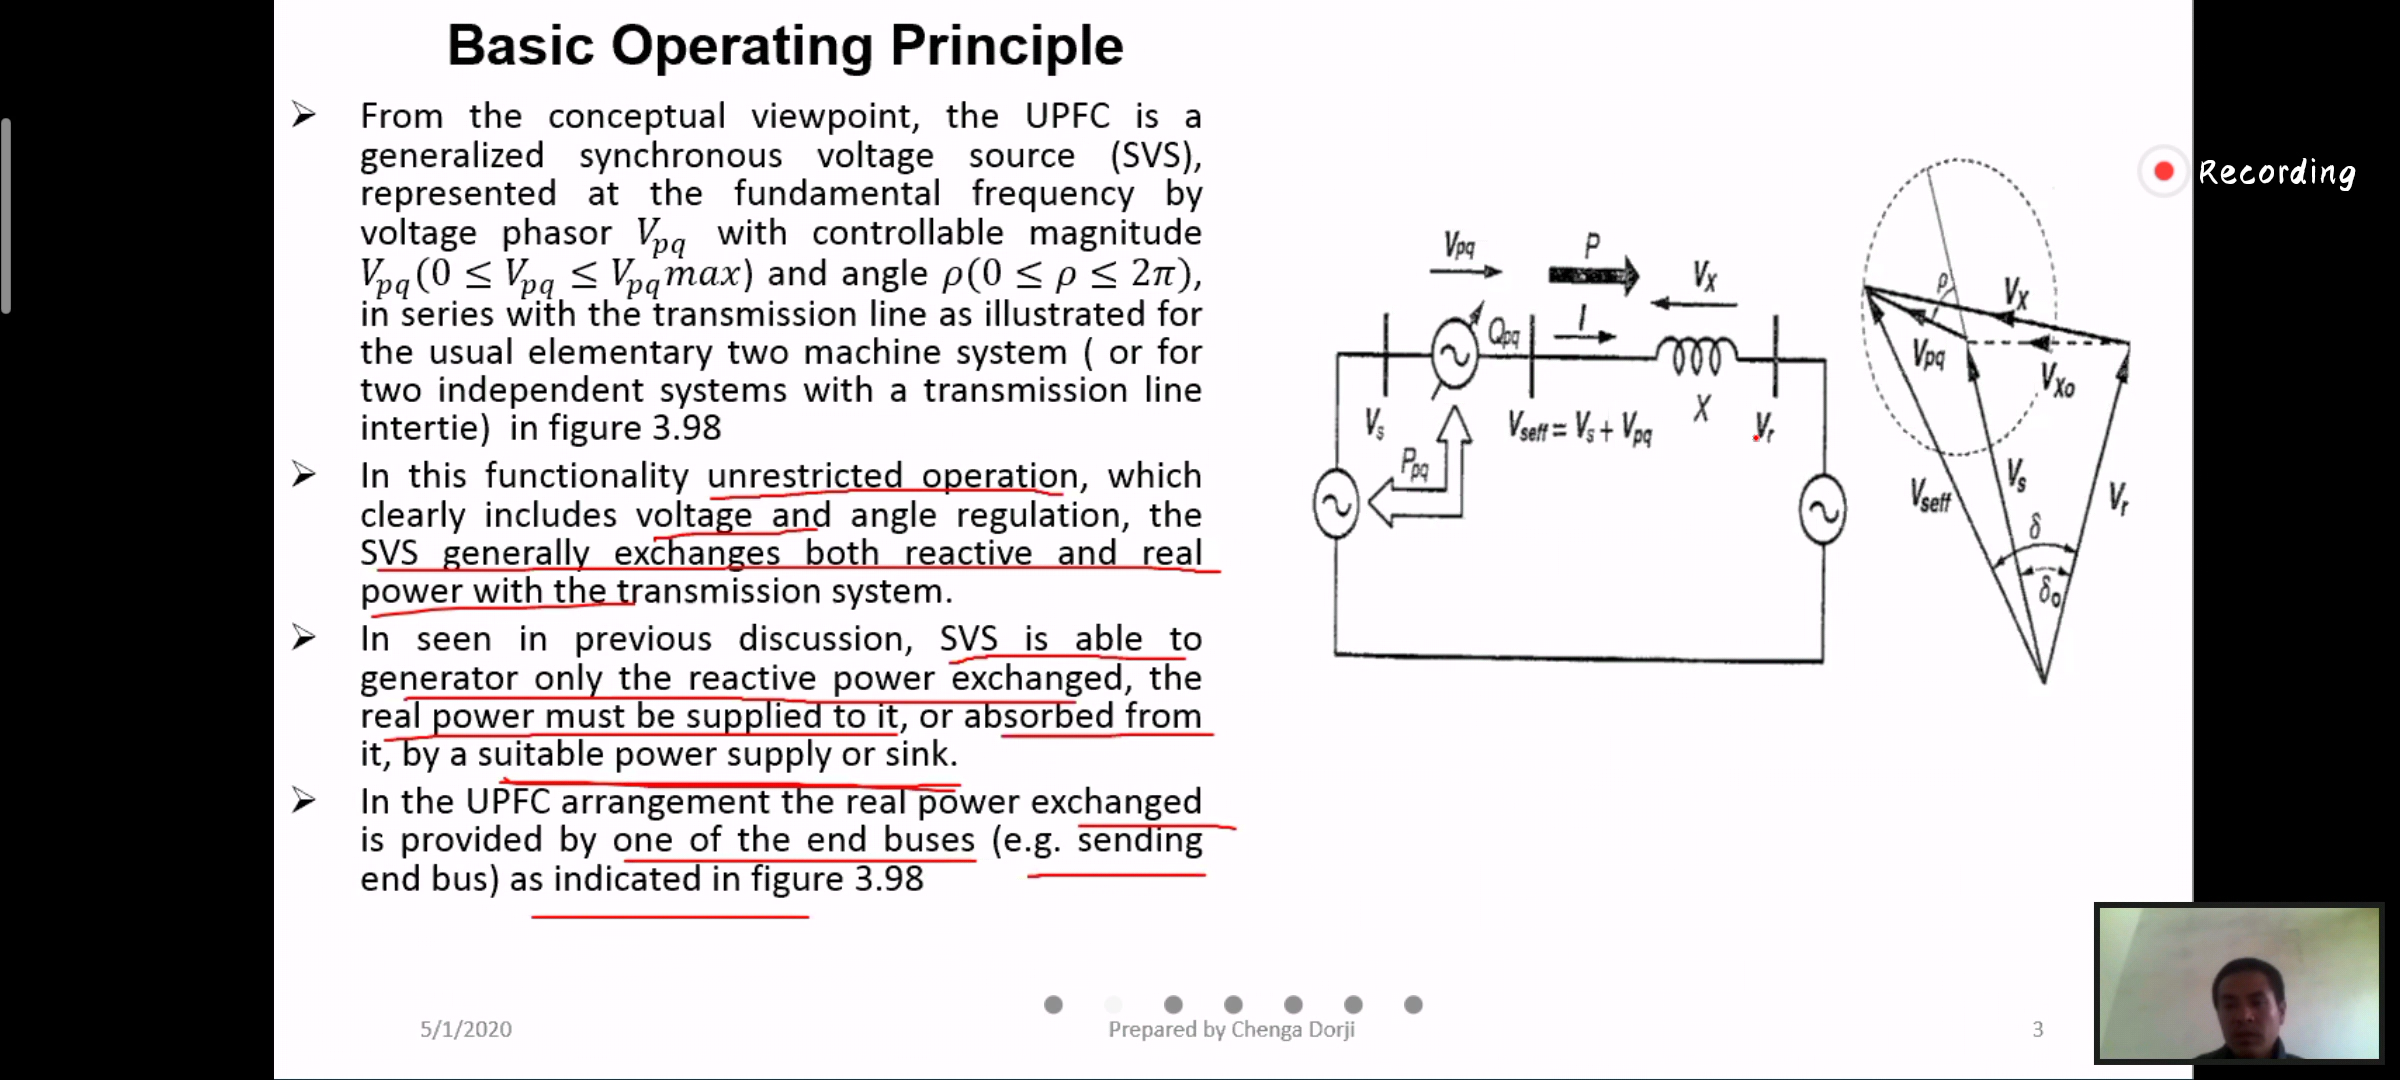 Basic Operating Principle
➢ From the conceptual viewpoint, the UPFC is a
generalized synchronous voltage source (SVS),
represented at the fundamental frequency by
voltage phasor Vpq with controllable magnitude
Vpq(0 ≤ Vpq ≤ Vpqmax) and angle ρ(0 ≤ ρ ≤ 2π),
in series with the transmission line as illustrated for
the usual elementary two machine system ( or for
two independent systems with a transmission line
intertie) in figure 3.98
➢ In this functionality unrestricted operation, which
clearly includes voltage and angle regulation, the
SVS generally exchanges both reactive and real
power with the transmission system.
➢ In seen in previous discussion, SVS is able to
generator only the reactive power exchanged, the
real power must be supplied to it, or absorbed from
it, by a suitable power supply or sink.
➢ In the UPFC arrangement the real power exchanged
is provided by one of the end buses (e.g. sending
end bus) as indicated in figure 3.98
Vpq
P
Vx
Qpq
I
Vs
Vseff = Vs + Vpq
X
Vr
Ppq
ρ
Vx
Vpq
Vxo
Vseff
Vs
Vr
δ
δo
Recording
5/1/2020
Prepared by Chenga Dorji
3